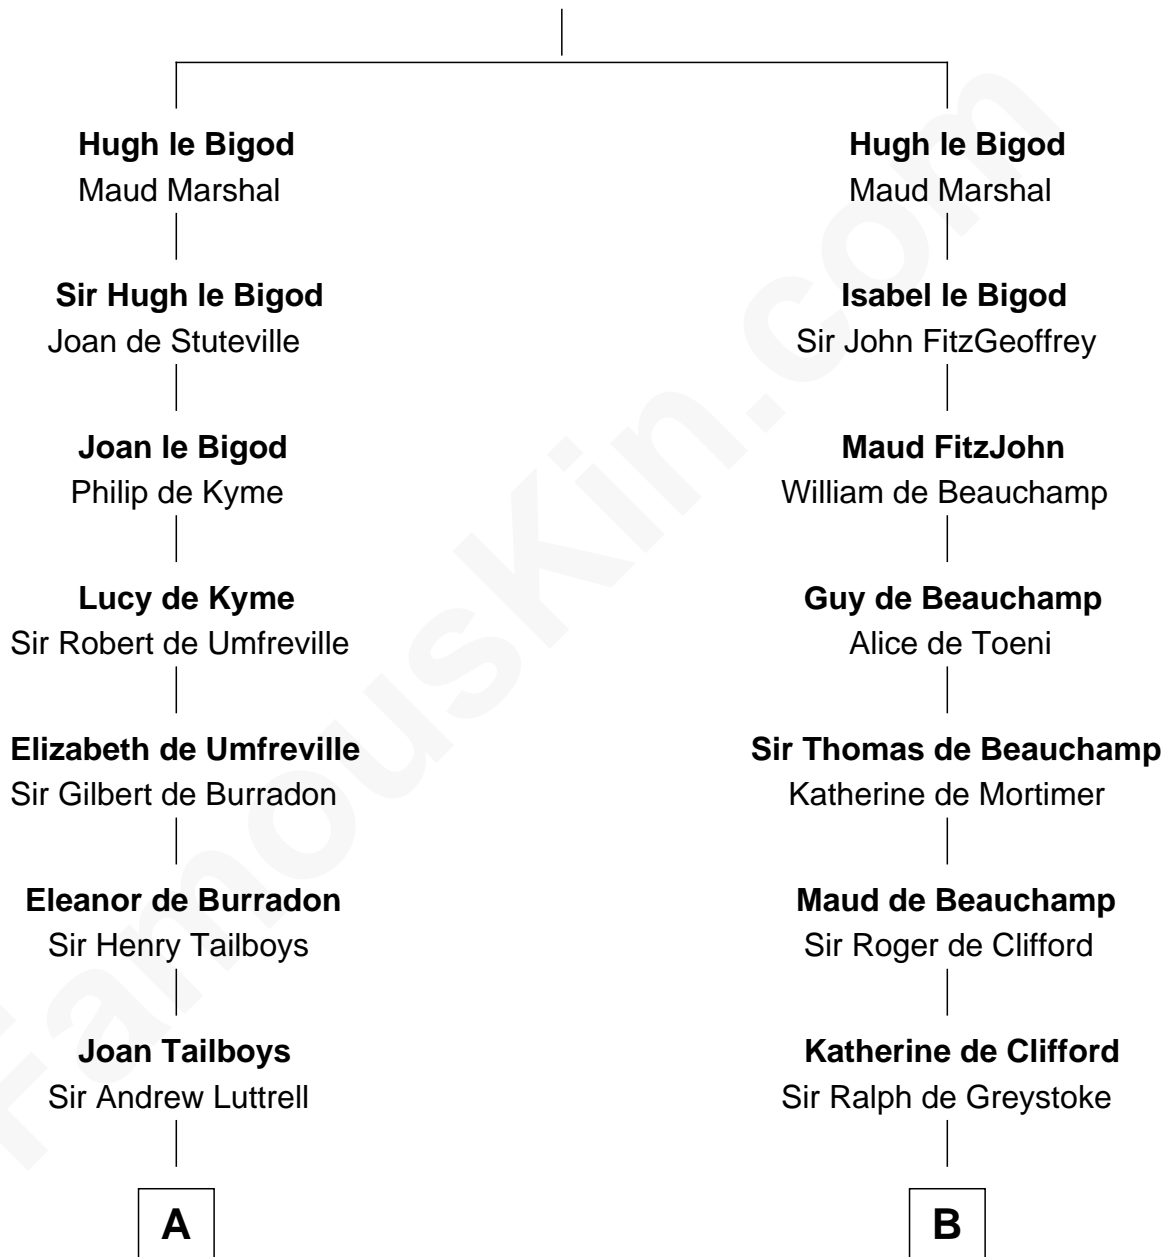 Hugh le Bigod
Maud Marshal
Sir Hugh le Bigod
Joan de Stuteville
Joan le Bigod
Philip de Kyme
Lucy de Kyme
Sir Robert de Umfreville
Elizabeth de Umfreville
Sir Gilbert de Burradon
Eleanor de Burradon
Sir Henry Tailboys
Joan Tailboys
Sir Andrew Luttrell
A
Hugh le Bigod
Maud Marshal
Isabel le Bigod
Sir John FitzGeoffrey
Maud FitzJohn
William de Beauchamp
Guy de Beauchamp
Alice de Toeni
Sir Thomas de Beauchamp
Katherine de Mortimer
Maud de Beauchamp
Sir Roger de Clifford
Katherine de Clifford
Sir Ralph de Greystoke
B
FamousKin.com